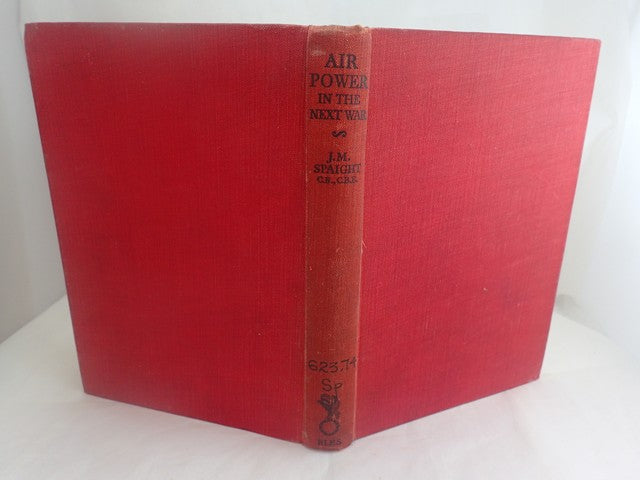 AIR
POWER
IN THE
NEXT WAR
J.M.
SPAIGHT
C.B., C.B.E.
623.74
Sp
BLES